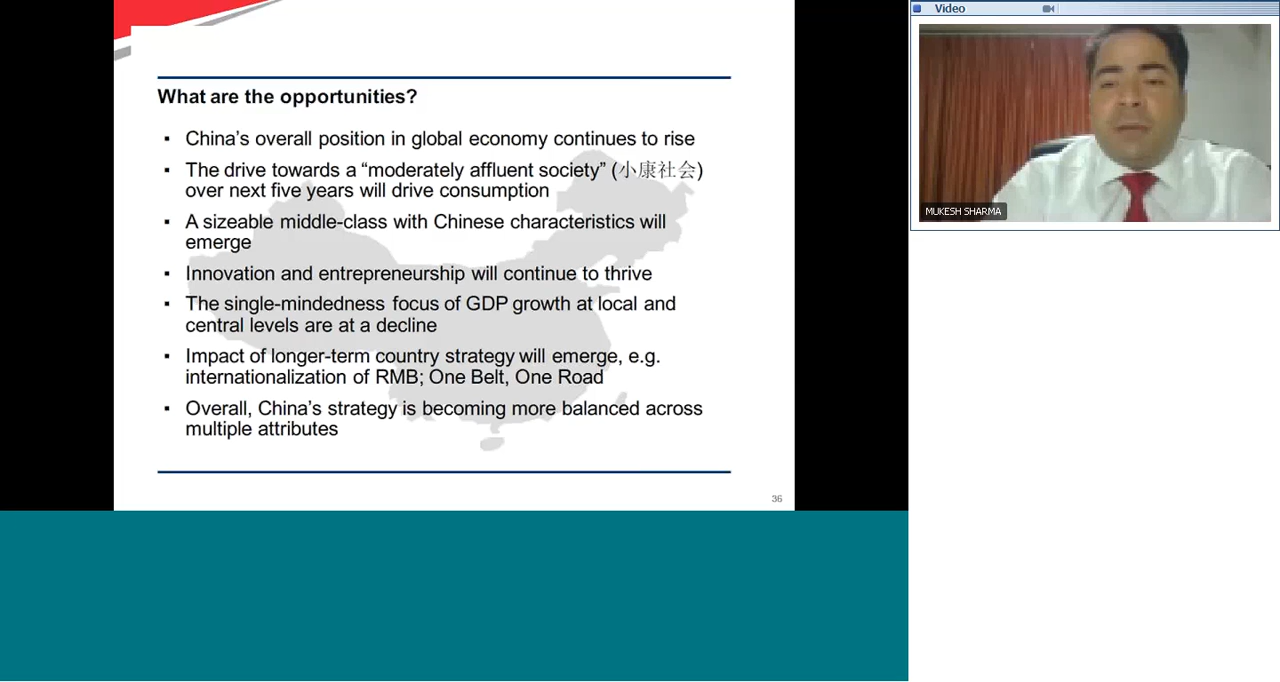 What are the opportunities?
▪ China's overall position in global economy continues to rise
▪ The drive towards a “moderately affluent society” (小康社会)
over next five years will drive consumption
▪ A sizeable middle-class with Chinese characteristics will
emerge
▪ Innovation and entrepreneurship will continue to thrive
▪ The single-mindedness focus of GDP growth at local and
central levels are at a decline
▪ Impact of longer-term country strategy will emerge, e.g.
internationalization of RMB; One Belt, One Road
▪ Overall, China's strategy is becoming more balanced across
multiple attributes
36
Video
MUKESH SHARMA